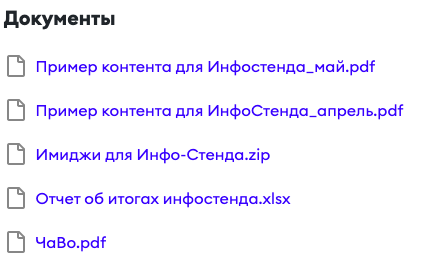 Документы
Пример контента для Инфостенда_май.pdf
Пример контента для ИнфоСтенда_апрель.pdf
Имиджи для Инфо-Стенда.zip
Отчет об итогах инфостенда.xlsx
ЧаВо.pdf